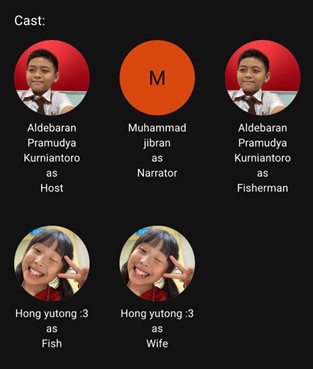 Cast:
M
Aldebaran
Pramudya
Kurniantoro
as
Host
Muhammad
jibran
as
Narrator
Aldebaran
Pramudya
Kurniantoro
as
Fisherman
Hong yutong :3
as
Fish
Hong yutong :3
as
Wife